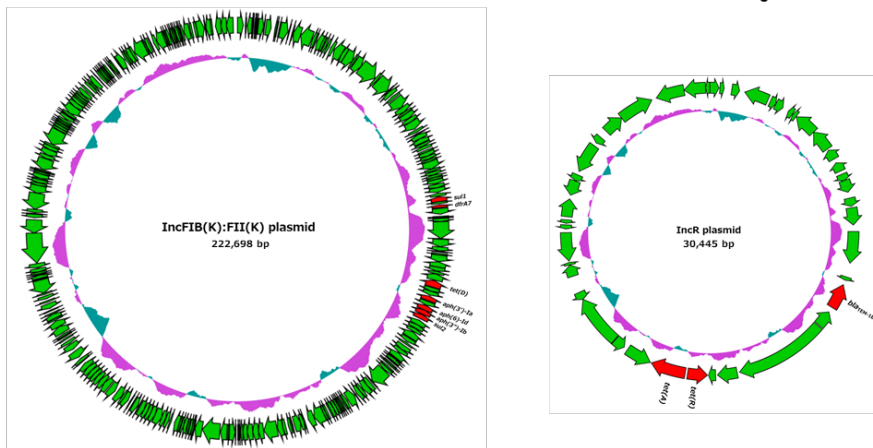 sul1
dfrA7
IncFIB(K):FII(K) plasmid
222,698 bp
tet(D)
aph(3')-Ia
aph(6)-Id
aph(3")-Ib
sul2
IncR plasmid
30,445 bp
tet(R)
tet(A)